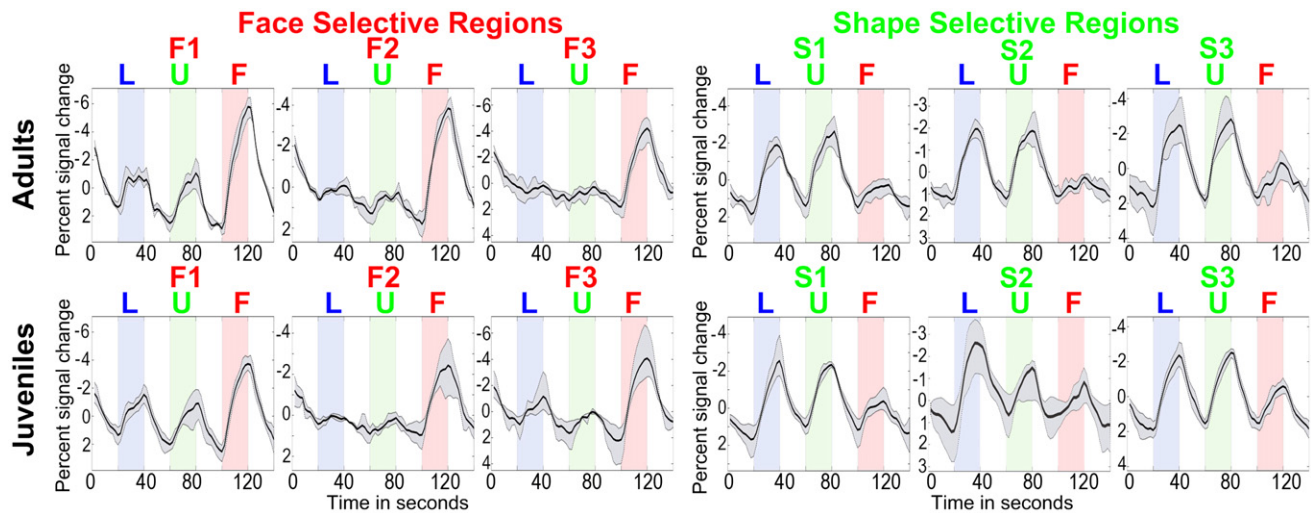 Face Selective Regions Shape Selective Regions
F1 F2 F3 S1 S2 S3
L U F L U F L U F L U F L U F L U F
Adults
Percent signal change
-6 -4 -2 0 2
-4 -2 0 2
-6 -4 -2 0 2 4
Percent signal change
-4 -2 0 2
-3 -2 -1 0 1 2 3
-4 -2 0 2 4
0 40 80 120 0 40 80 120 0 40 80 120 0 40 80 120 0 40 80 120 0 40 80 120
F1 F2 F3 S1 S2 S3
L U F L U F L U F L U F L U F L U F
Juveniles
Percent signal change
-6 -4 -2 0 2
-4 -2 0 2
-6 -4 -2 0 2 4
Percent signal change
-4 -2 0 2
-3 -2 -1 0 0 1 2 3
-4 -2 0 2 4
0 40 80 120 0 40 80 120 0 40 80 120 0 40 80 120 0 40 80 120 0 40 80 120
Time in seconds Time in seconds